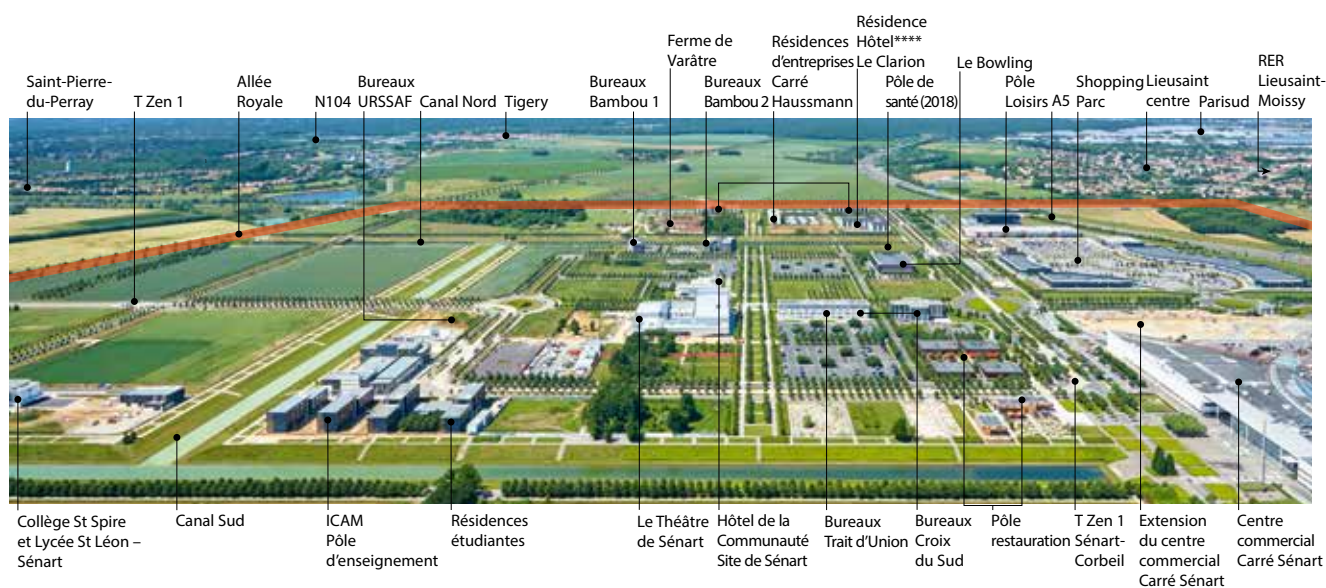 Saint-Pierre-
du-Perray
T Zen 1
Allée
Royale
N104
Bureaux
URSSAF
Canal Nord
Tigery
Bureaux
Bambou 1
Ferme de
Varâtre
Bureaux
Bambou 2
Résidences
d'entreprises
Carré
Haussmann
Résidence
Hôtel****
Le Clarion
Pôle de
santé (2018)
Le Bowling
Pôle
Loisirs
A5
Shopping
Parc
Lieusaint
centre
Parisud
RER
Lieusaint-
Moissy
Collège St Spire
et Lycée St Léon –
Sénart
Canal Sud
ICAM
Pôle
d'enseignement
Résidences
étudiantes
Le Théâtre
de Sénart
Hôtel de la
Communauté
Site de Sénart
Bureaux
Trait d'Union
Bureaux
Croix
du Sud
Pôle
restauration
T Zen 1
Sénart-
Corbeil
Extension
du centre
commercial
Carré Sénart
Centre
commercial
Carré Sénart